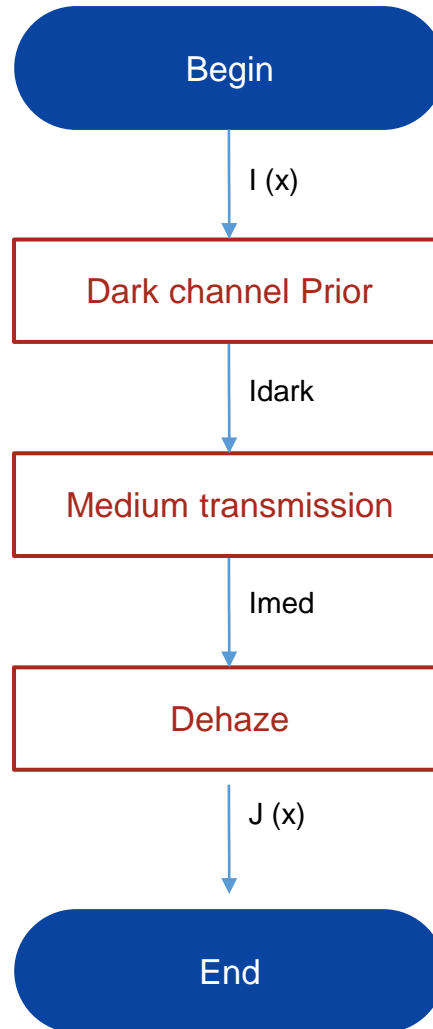 Begin
I (x)
Dark channel Prior
Idark
Medium transmission
Imed
Dehaze
J (x)
End